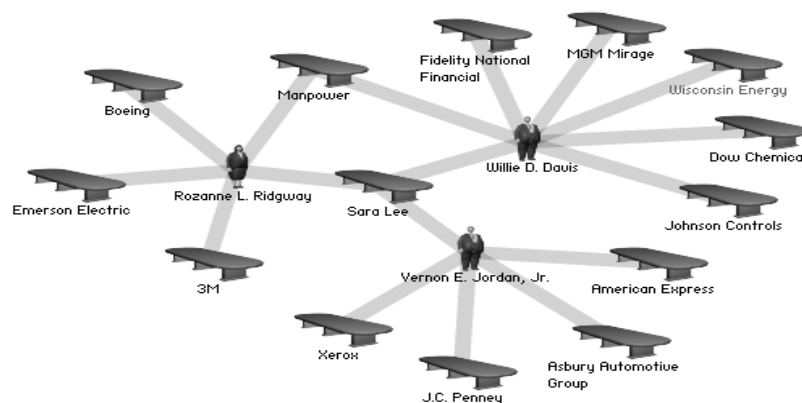 Fidelity National
Financial
MGM Mirage
Wisconsin Energy
Boeing
Manpower
Dow Chemical
Willie D. Davis
Rozanne L. Ridgway
Emerson Electric
Sara Lee
Johnson Controls
Vernon E. Jordan, Jr.
American Express
3M
Xerox
Asbury Automotive
Group
J.C. Penney